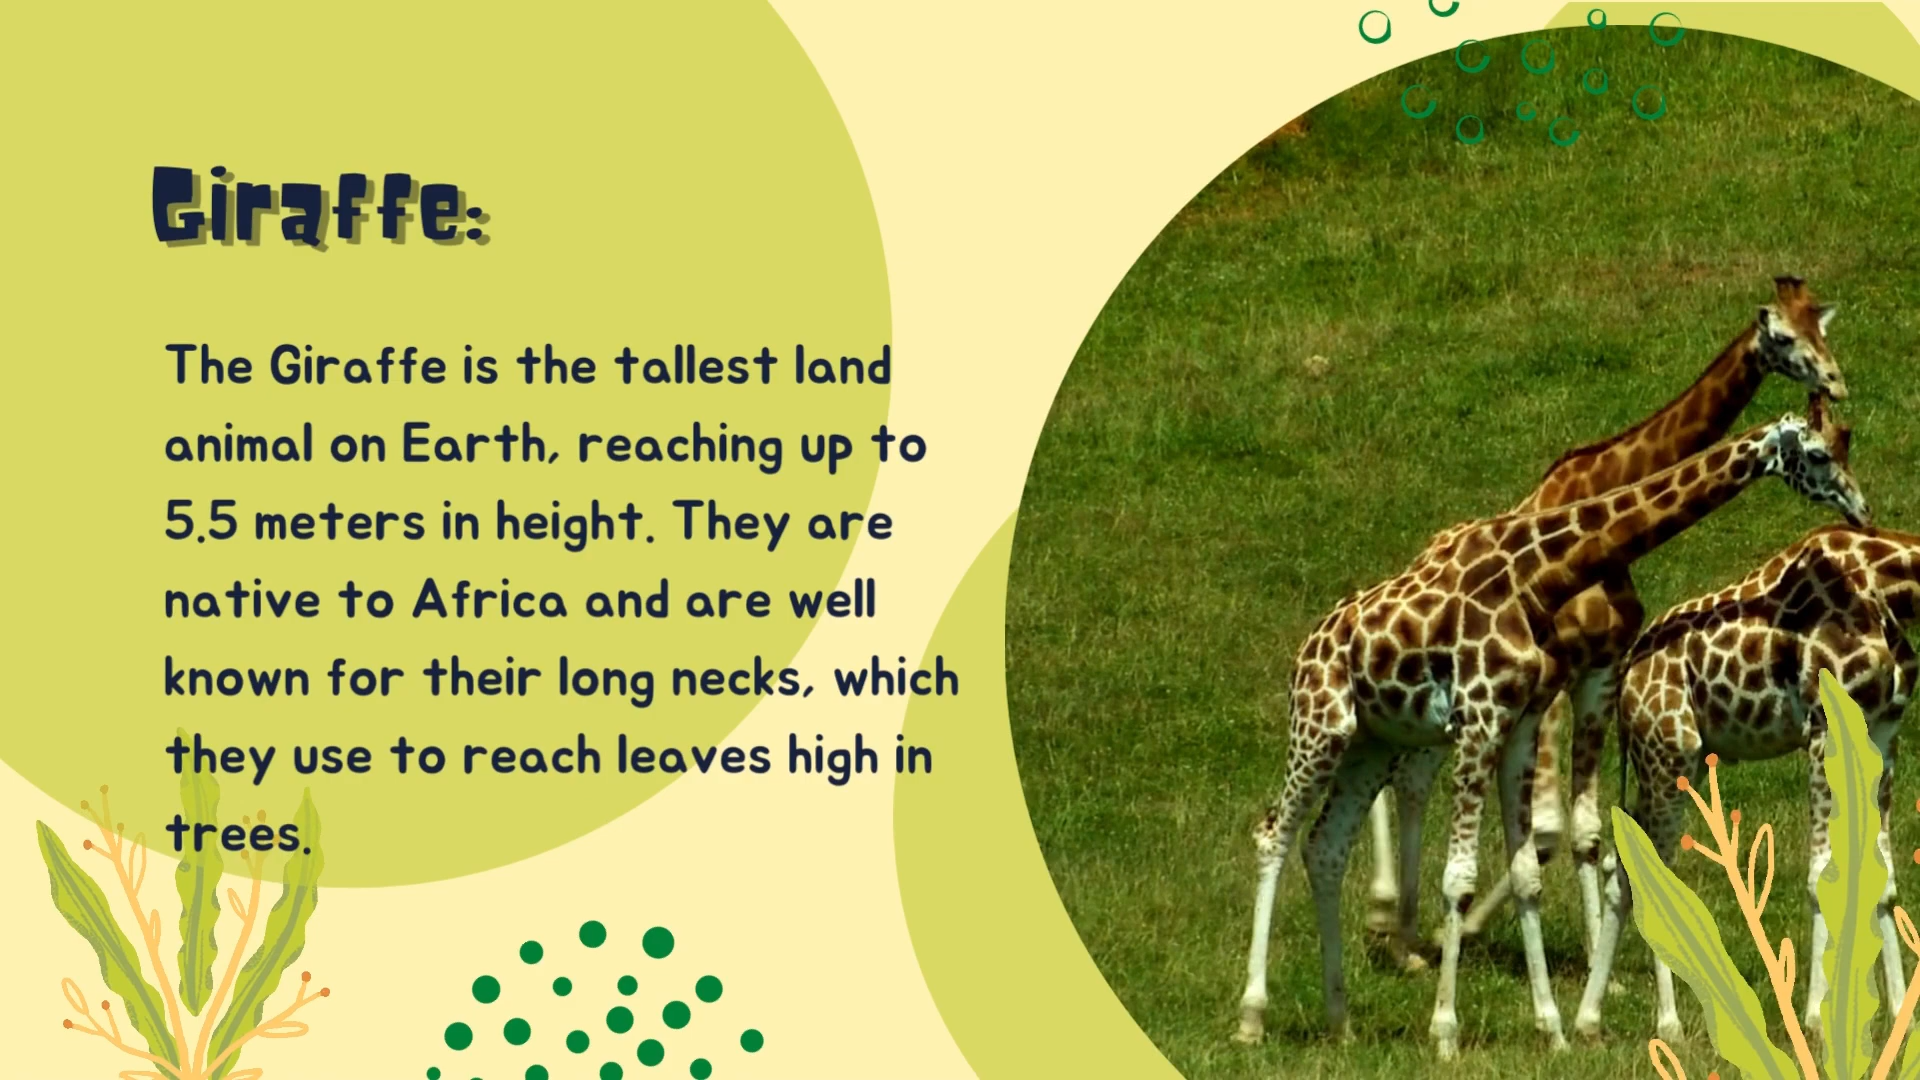 Giraffe:
The Giraffe is the tallest land
animal on Earth, reaching up to
5.5 meters in height. They are
native to Africa and are well
known for their long necks, which
they use to reach leaves high in
trees.